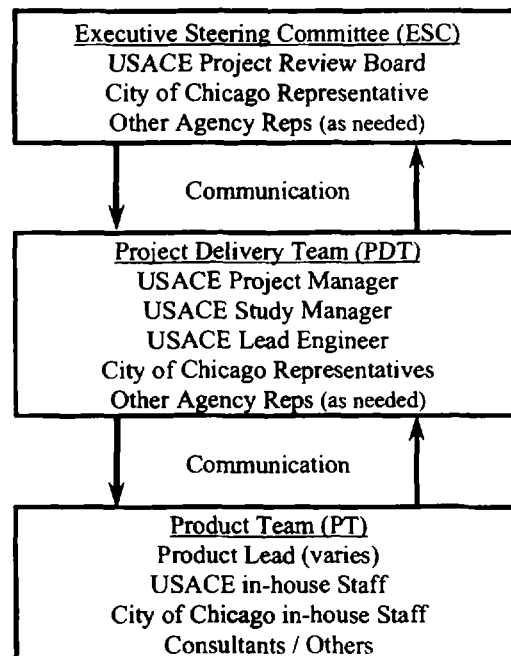 Executive Steering Committee (ESC)
USACE Project Review Board
City of Chicago Representative
Other Agency Reps (as needed)
Communication
Project Delivery Team (PDT)
USACE Project Manager
USACE Study Manager
USACE Lead Engineer
City of Chicago Representatives
Other Agency Reps (as needed)
Communication
Product Team (PT)
Product Lead (varies)
USACE in-house Staff
City of Chicago in-house Staff
Consultants / Others